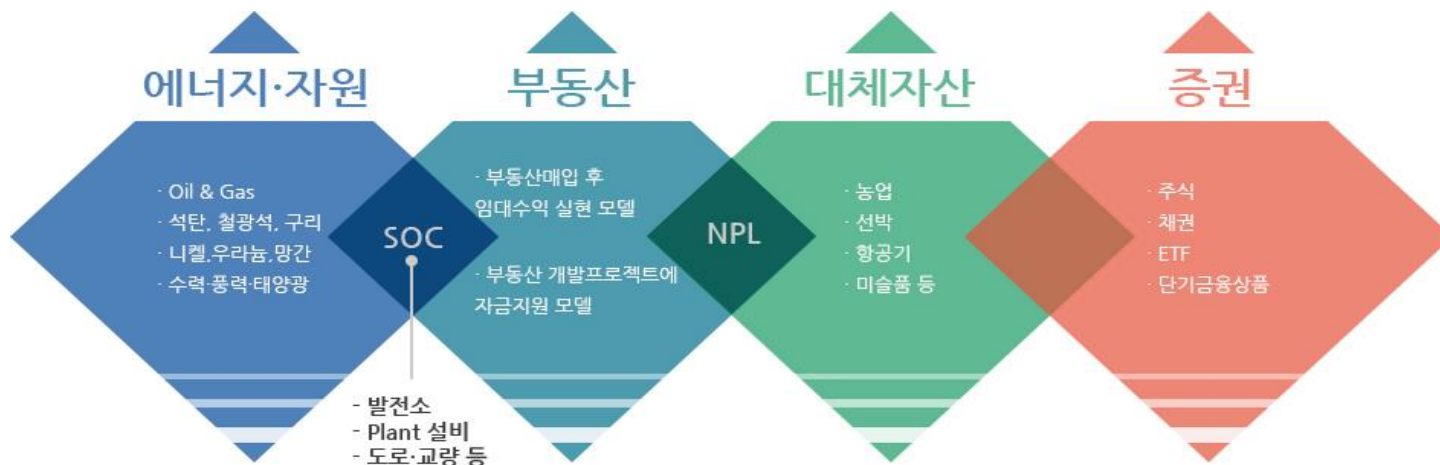 에너지·자원
· Oil & Gas
· 석탄, 철광석, 구리
· 니켈,우라늄,망간
· 수력·풍력·태양광
SOC
- 발전소
- Plant 설비
- 도로·교량 등
부동산
· 부동산매입 후
임대수익 실현 모델
· 부동산 개발프로젝트에
자금지원 모델
NPL
대체자산
· 농업
· 선박
· 항공기
· 미슬품 등
증권
· 주식
· 채권
· ETF
· 단기금융상품